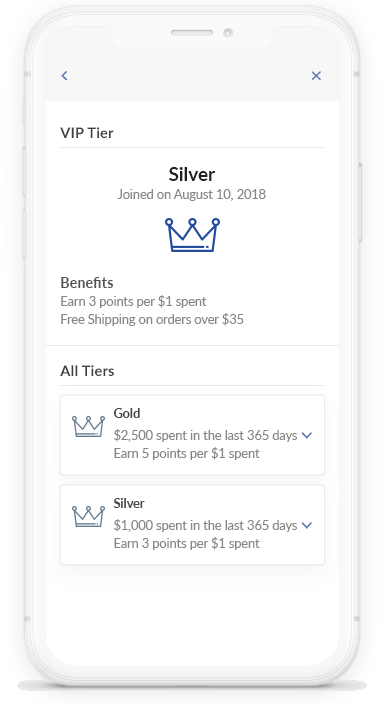 VIP Tier
Silver
Joined on August 10, 2018
Benefits
Earn 3 points per $1 spent
Free Shipping on orders over $35
All Tiers
Gold
$2,500 spent in the last 365 days
Earn 5 points per $1 spent
Silver
$1,000 spent in the last 365 days
Earn 3 points per $1 spent